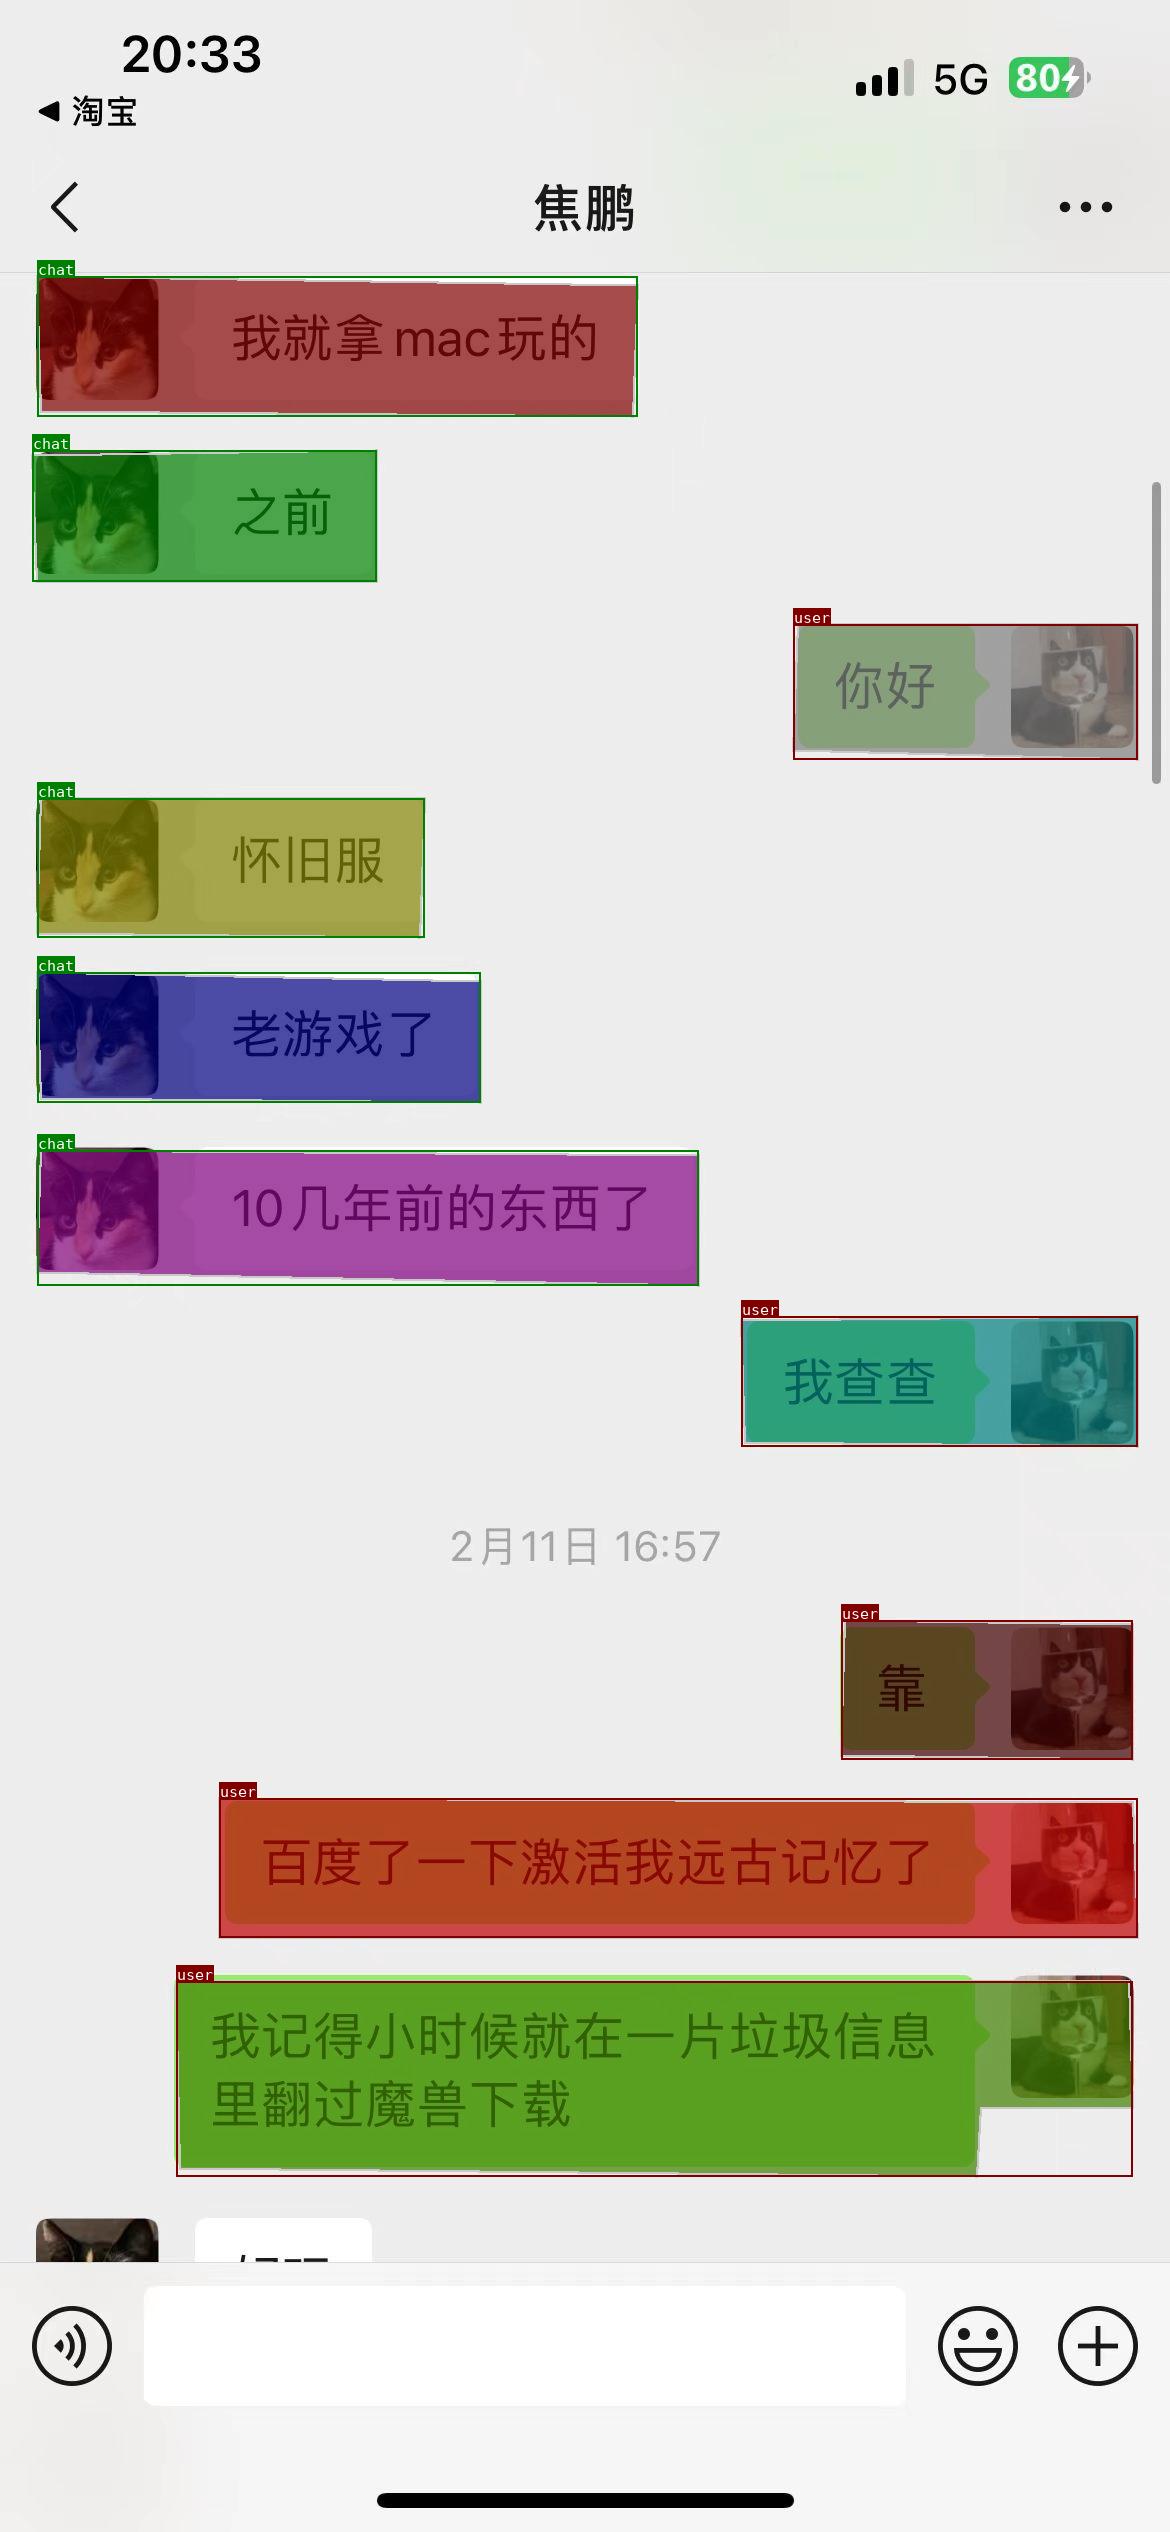 20:33
5G 80
淘宝
焦鹏
chat
我就拿mac玩的
chat
之前
user
你好
chat
怀旧服
chat
老游戏了
chat
10几年前的东西了
user
我查查
2月11日 16:57
user
靠
user
百度了一下激活我远古记忆了
user
我记得小时候就在一片垃圾信息
里翻过魔兽下载